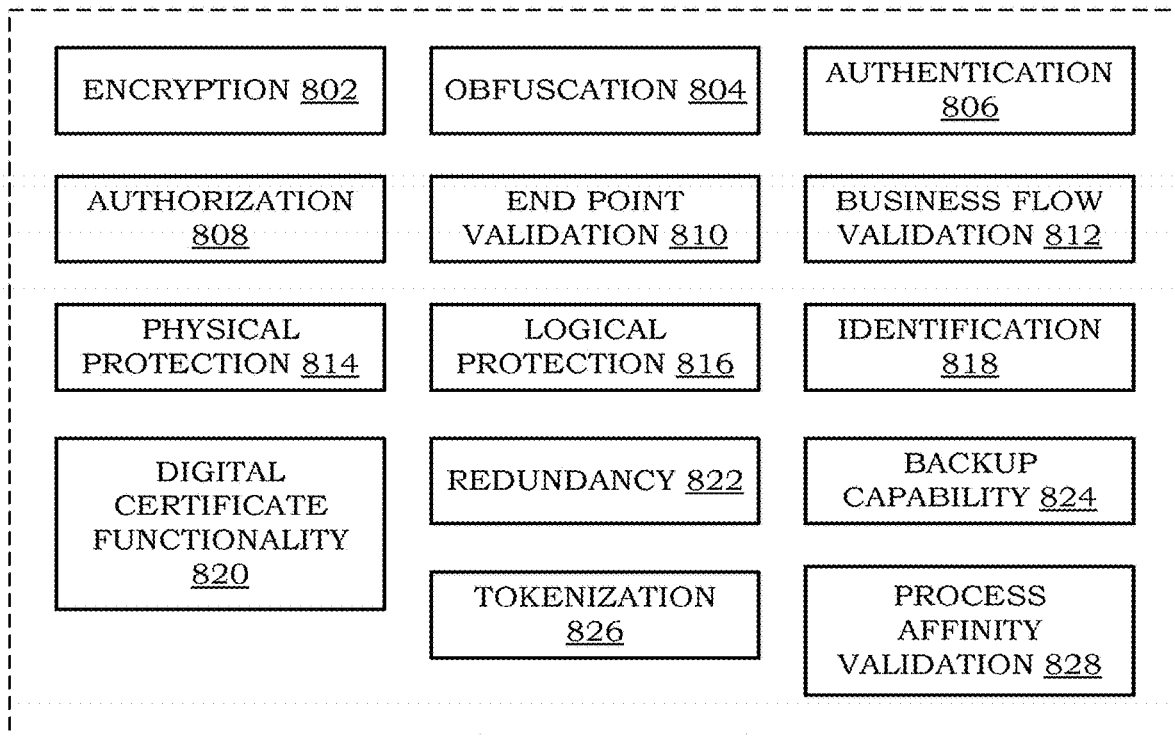 ENCRYPTION 802
OBFUSCATION 804
AUTHENTICATION
806
AUTHORIZATION
808
END POINT
VALIDATION 810
BUSINESS FLOW
VALIDATION 812
PHYSICAL
PROTECTION 814
LOGICAL
PROTECTION 816
IDENTIFICATION
818
DIGITAL
CERTIFICATE
FUNCTIONALITY
820
REDUNDANCY 822
BACKUP
CAPABILITY 824
TOKENIZATION
826
PROCESS
AFFINITY
VALIDATION 828